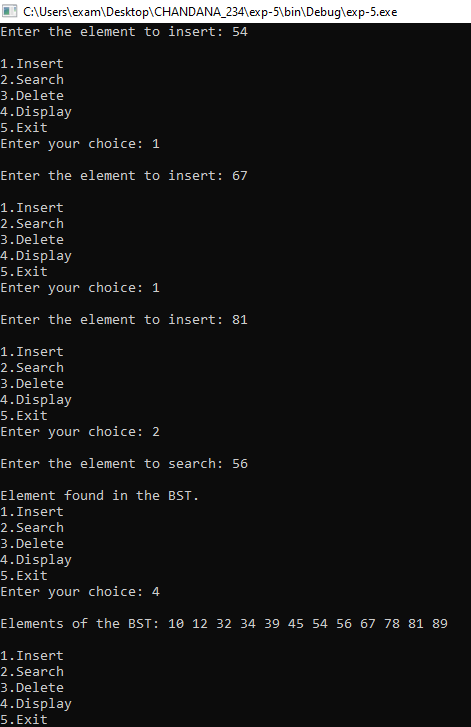 C:\Users\exam\Desktop\CHANDANA_234\exp-5\bin\Debug\exp-5.exe
Enter the element to insert: 54
1.Insert
2.Search
3.Delete
4.Display
5.Exit
Enter your choice: 1
Enter the element to insert: 67
1.Insert
2.Search
3.Delete
4.Display
5.Exit
Enter your choice: 1
Enter the element to insert: 81
1.Insert
2.Search
3.Delete
4.Display
5.Exit
Enter your choice: 2
Enter the element to search: 56
Element found in the BST.
1.Insert
2.Search
3.Delete
4.Display
5.Exit
Enter your choice: 4
Elements of the BST: 10 12 32 34 39 45 54 56 67 78 81 89
1.Insert
2.Search
3.Delete
4.Display
5.Exit